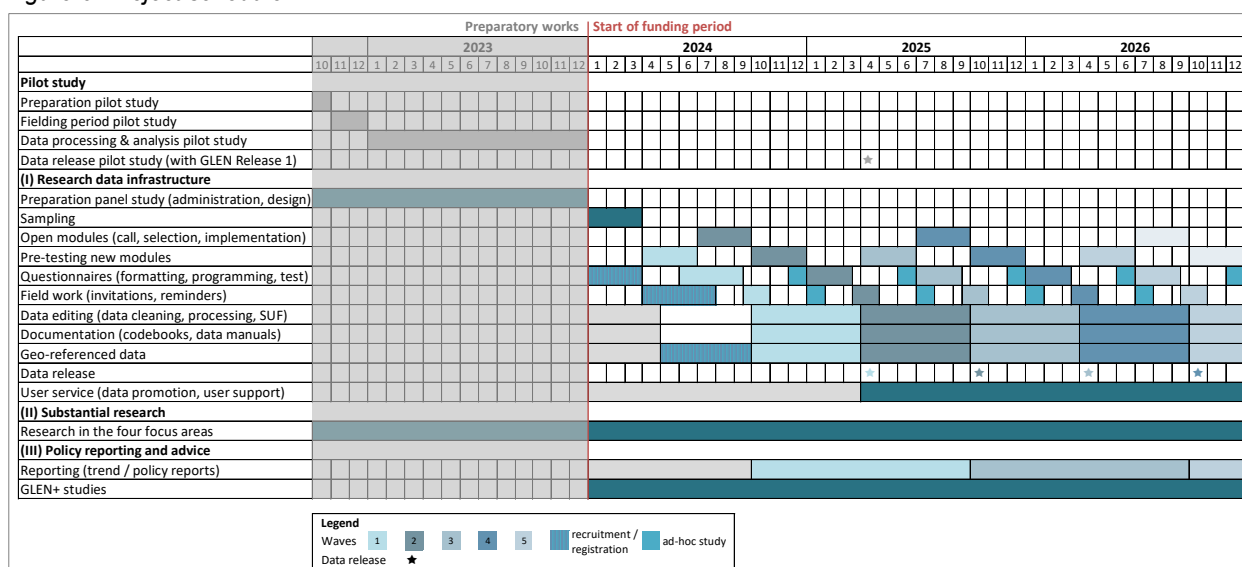 Preparatory works | Start of funding period
2023 2024 2025 2026
10 11 12 1 2 3 4 5 6 7 8 9 10 11 12 1 2 3 4 5 6 7 8 9 10 11 12 1 2 3 4 5 6 7 8 9 10 11 12 1 2 3 4 5 6 7 8 9 10 11 12
Pilot study
Preparation pilot study
Fielding period pilot study
Data processing & analysis pilot study
Data release pilot study (with GLEN Release 1)
(I) Research data infrastructure
Preparation panel study (administration, design)
Sampling
Open modules (call, selection, implementation)
Pre-testing new modules
Questionnaires (formatting, programming, test)
Field work (invitations, reminders)
Data editing (data cleaning, processing, SUF)
Documentation (codebooks, data manuals)
Geo-referenced data
Data release
User service (data promotion, user support)
(II) Substantial research
Research in the four focus areas
(III) Policy reporting and advice
Reporting (trend / policy reports)
GLEN+ studies
Legend
Waves 1 2 3 4 5 recruitment / registration ad-hoc study
Data release